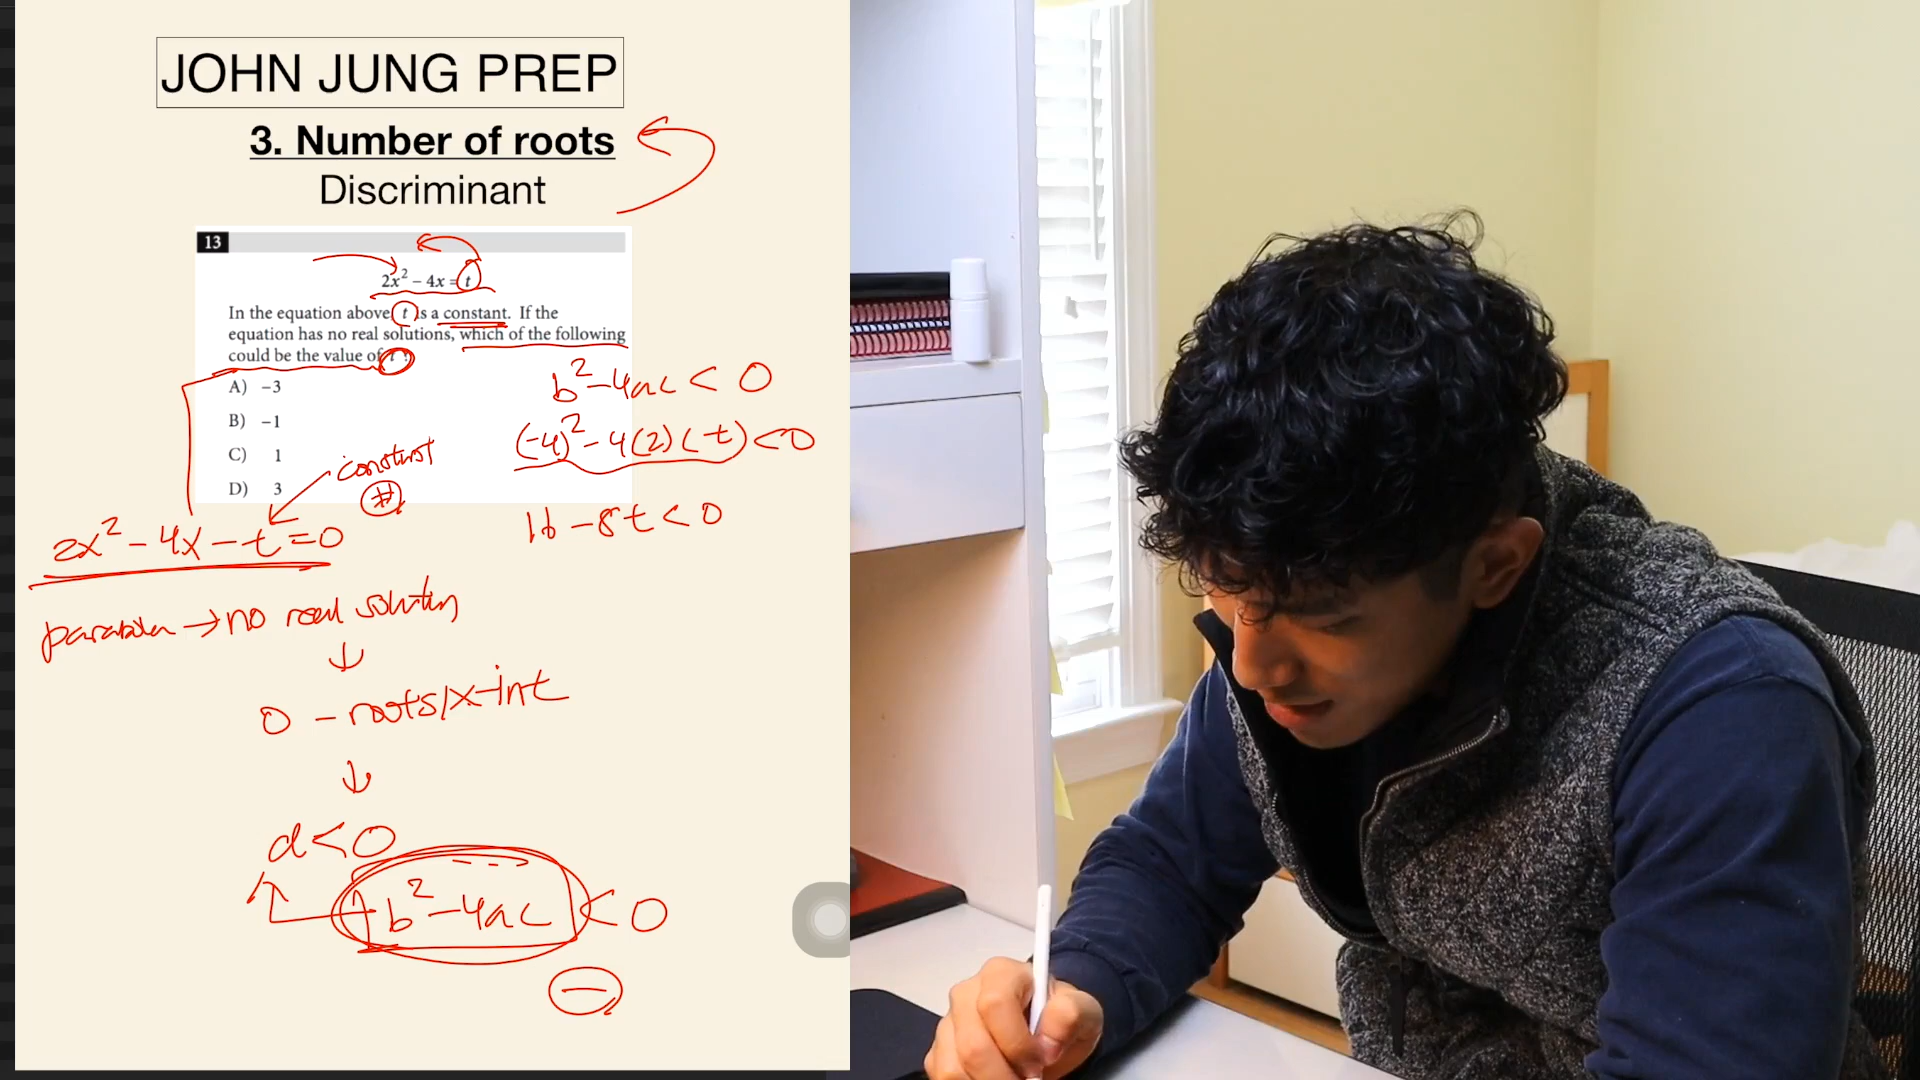 JOHN JUNG PREP
3. Number of roots
Discriminant
13
2x² – 4x = t
In the equation above, t is a constant. If the
equation has no real solutions, which of the following
could be the value of t ?
A) –3
B) –1
C) 1
D) 3
constant
#
b² - 4ac < 0
(-4)² - 4(2)(t) < 0
16 - 8t < 0
2x² - 4x - t = 0
parabola → no real solution
↓
0 - roots/x-int
↓
d < 0
b² - 4ac < 0
−